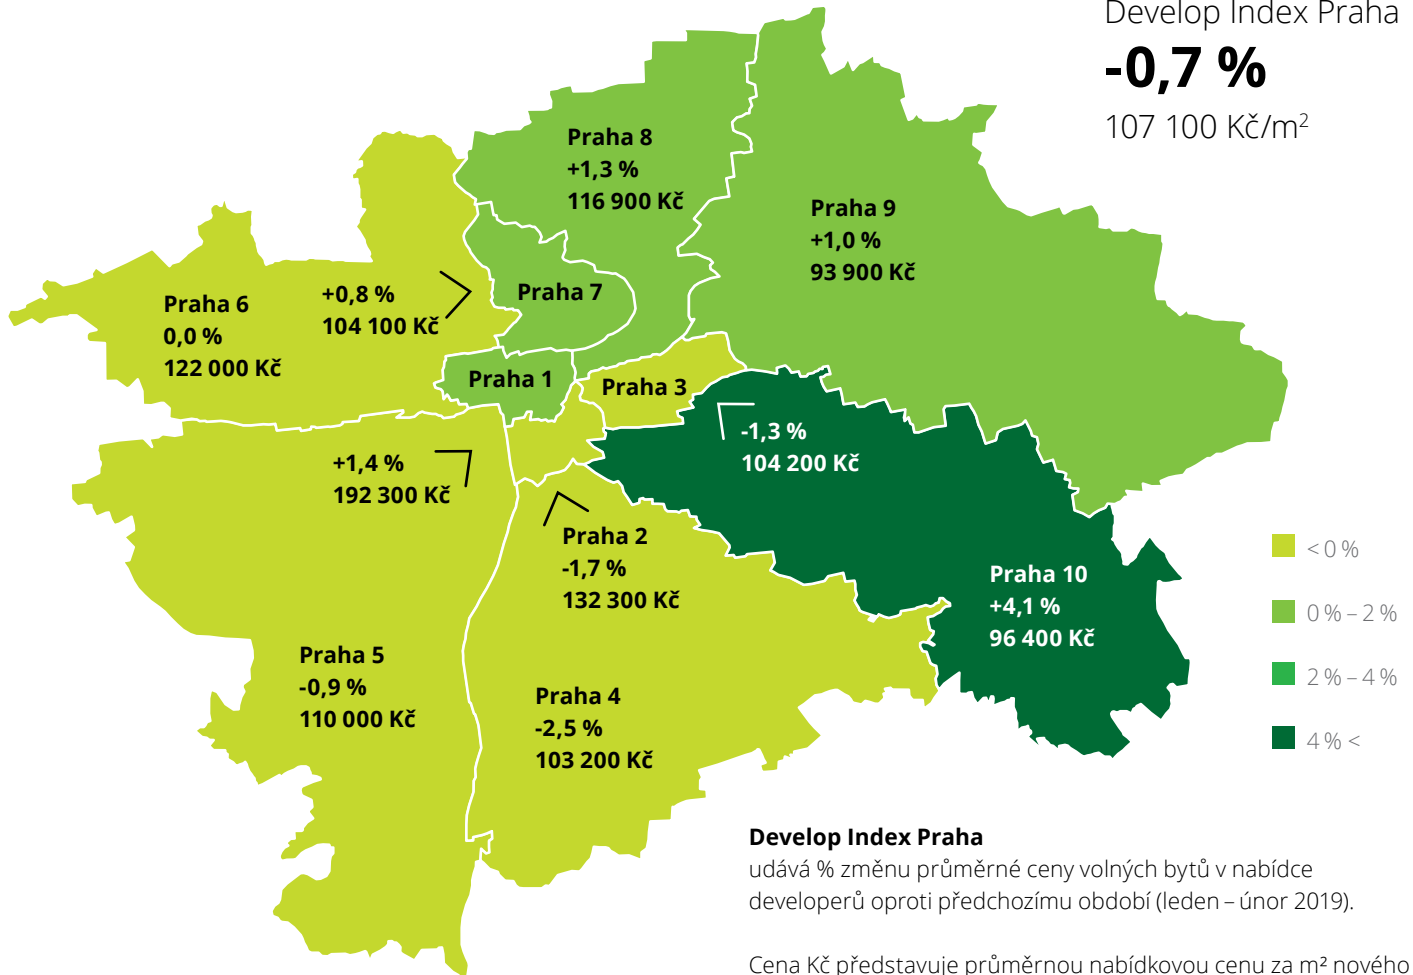 Develop Index Praha
-0,7 %
107 100 Kč/m²
Praha 8
+1,3 %
116 900 Kč
Praha 9
+1,0 %
93 900 Kč
Praha 6
0,0 %
122 000 Kč
+0,8 %
104 100 Kč
Praha 7
Praha 1
Praha 3
-1,3 %
104 200 Kč
+1,4 %
192 300 Kč
Praha 2
-1,7 %
132 300 Kč
Praha 10
+4,1 %
96 400 Kč
Praha 5
-0,9 %
110 000 Kč
Praha 4
-2,5 %
103 200 Kč
< 0 %
0 % – 2 %
2 % – 4 %
4 % <
Develop Index Praha
udává % změnu průměrné ceny volných bytů v nabídce
developerů oproti předchozímu období (leden – únor 2019).
Cena Kč představuje průměrnou nabídkovou cenu za m² nového